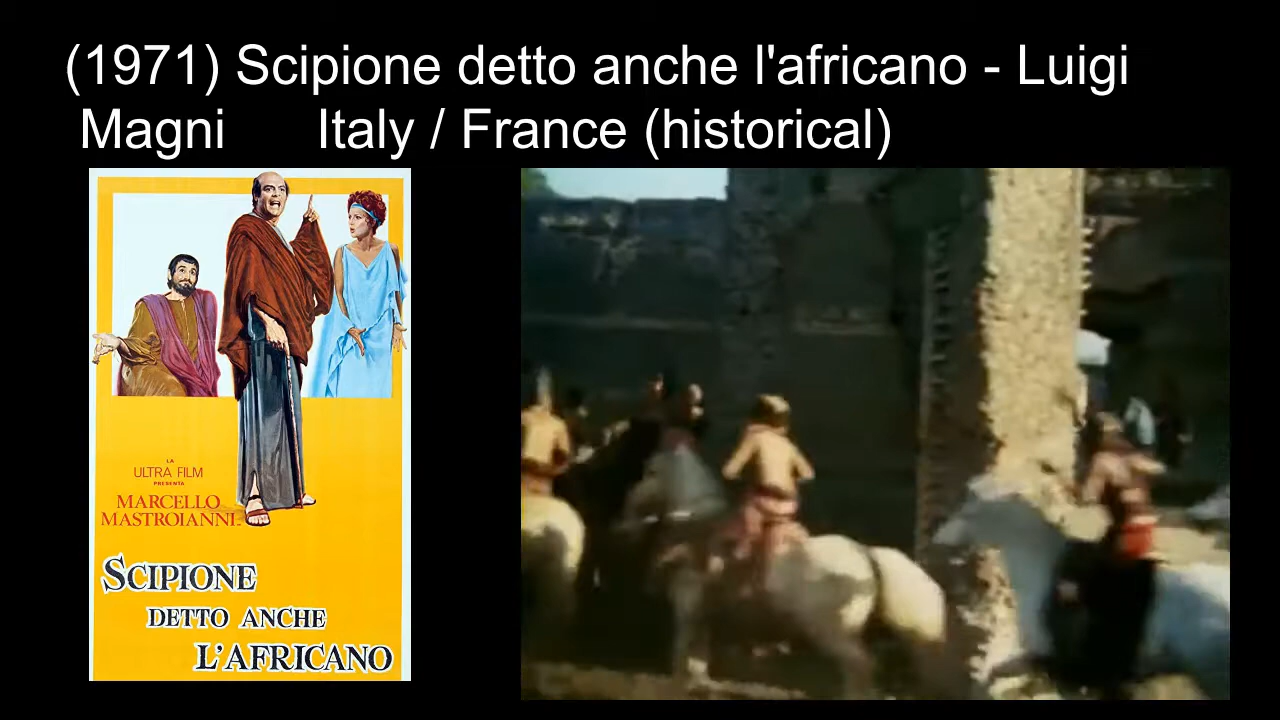 (1971) Scipione detto anche l'africano - Luigi
Magni Italy / France (historical)
LA
ULTRA FILM
PRESENTA
MARCELLO
MASTROIANNI.
SCIPIONE
DETTO ANCHE
L'AFRICANO